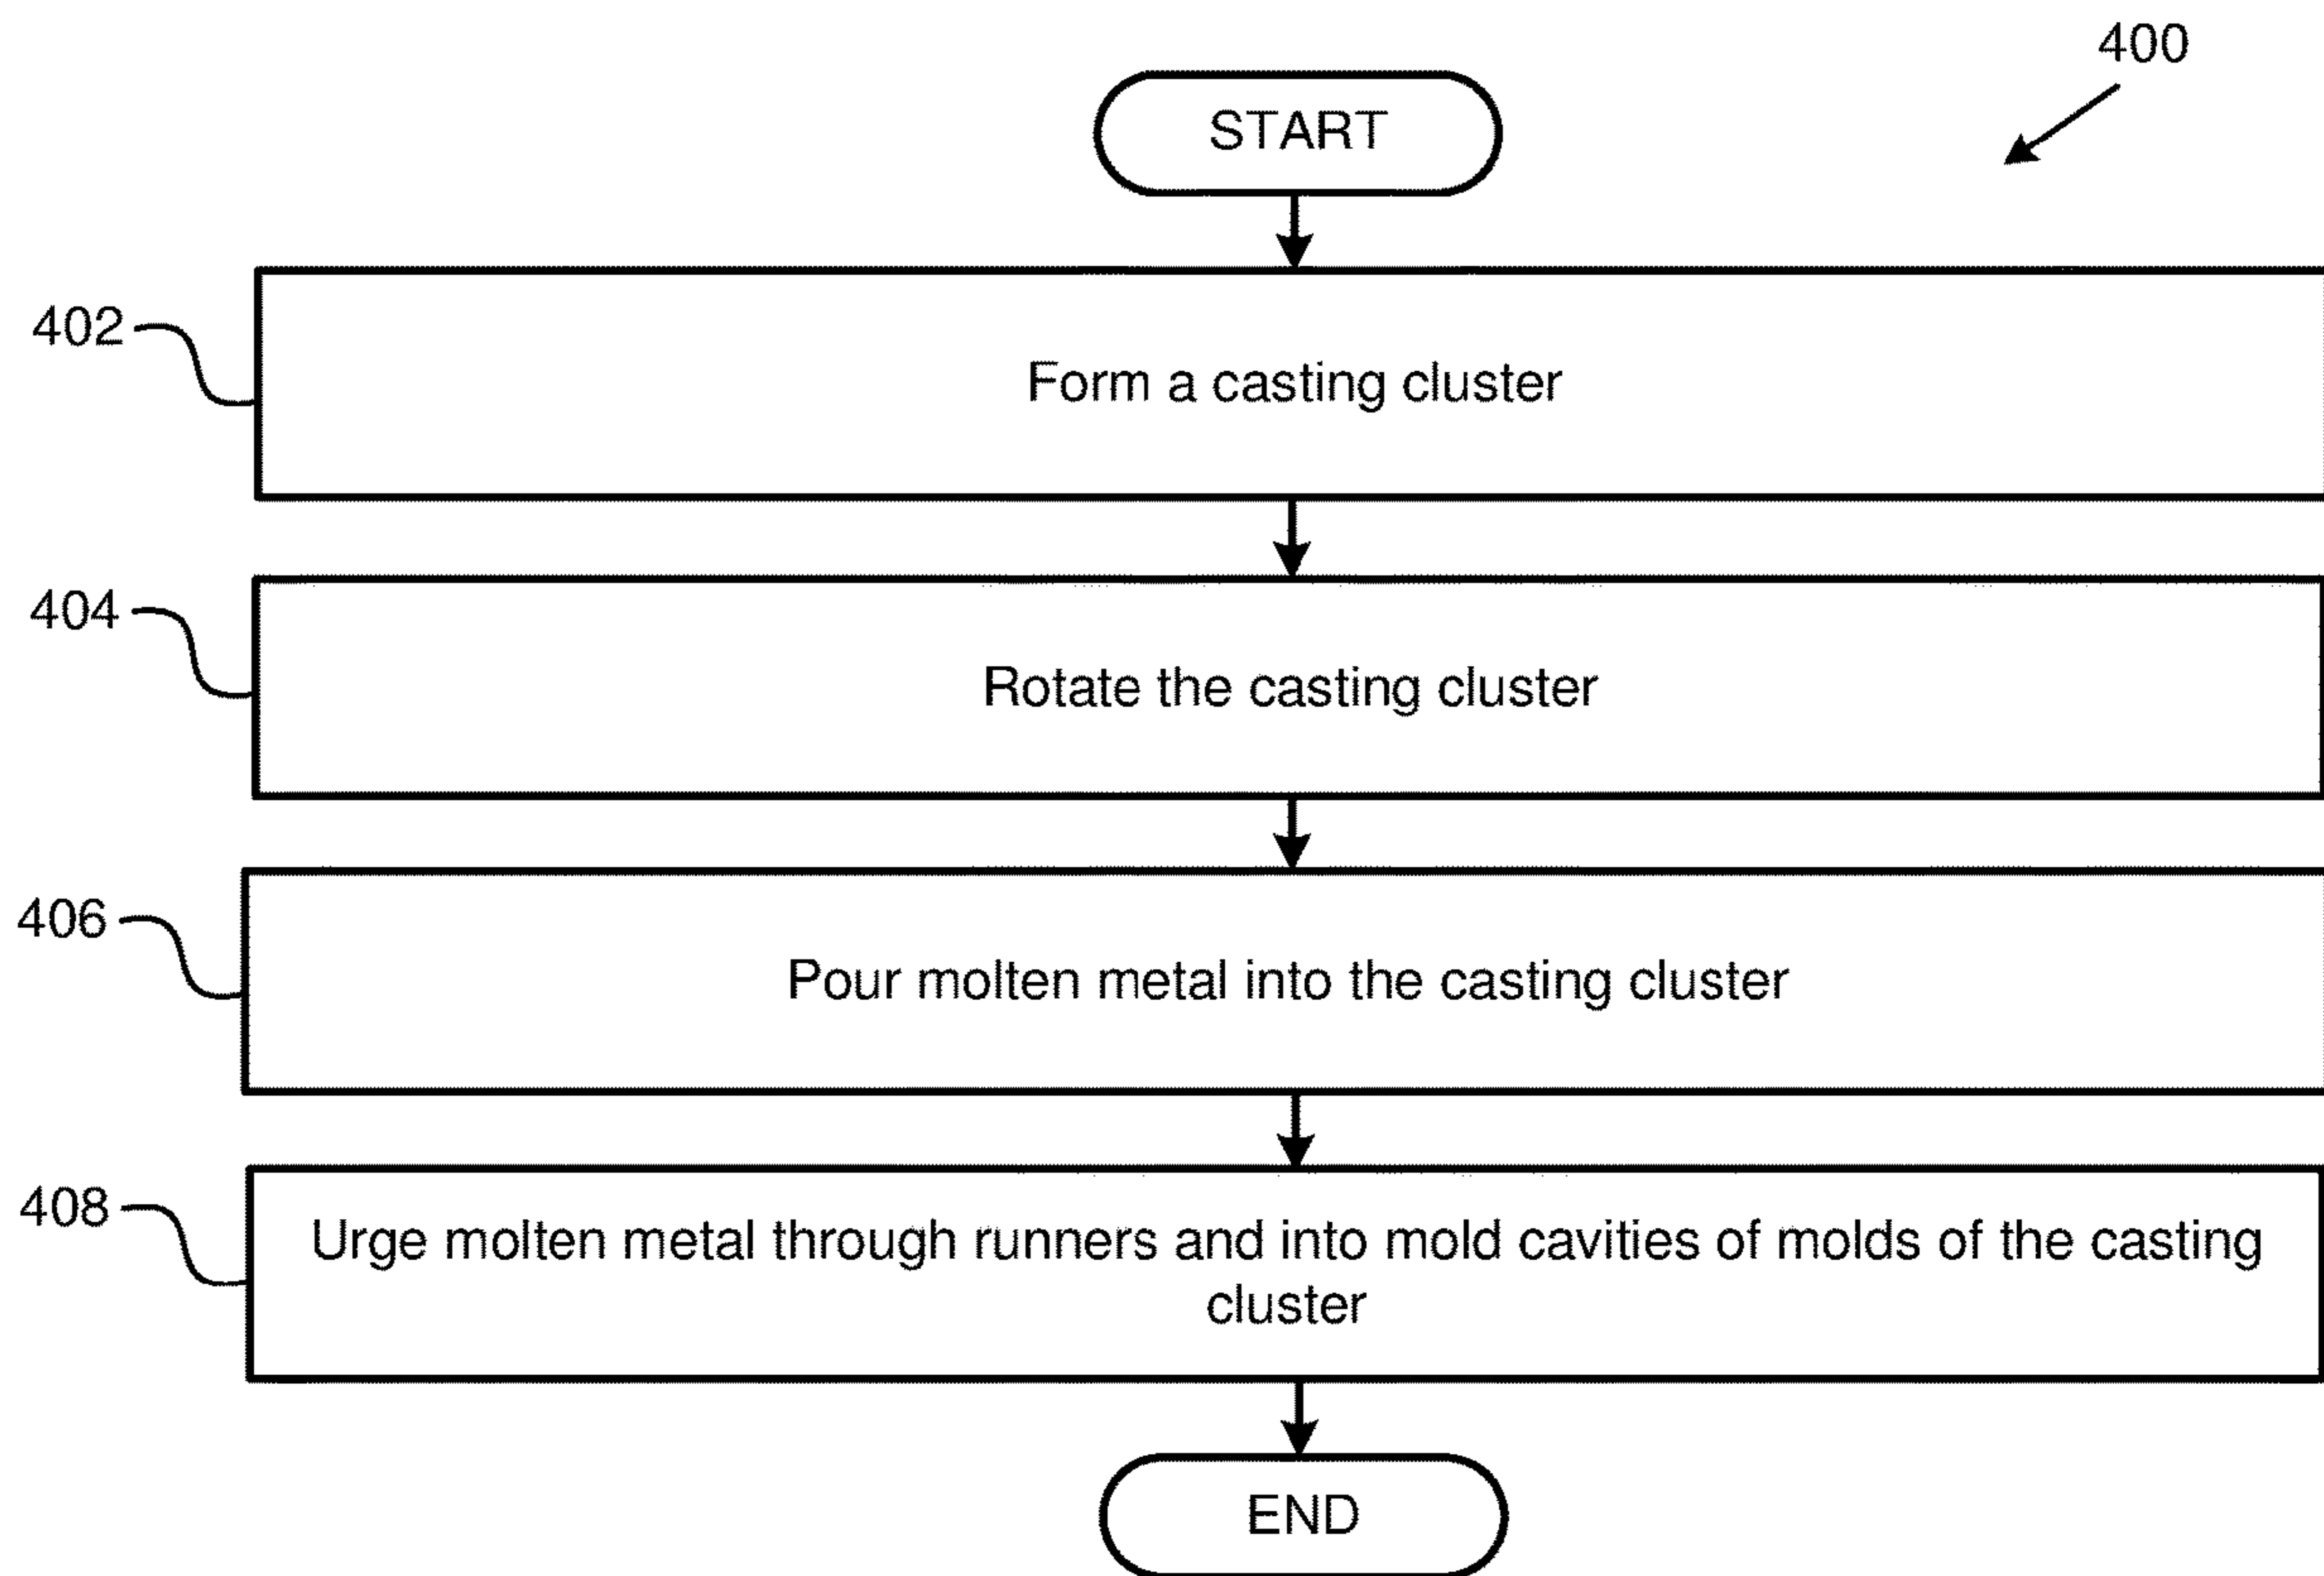 400
START
402
Form a casting cluster
404
Rotate the casting cluster
406
Pour molten metal into the casting cluster
408
Urge molten metal through runners and into mold cavities of molds of the casting
cluster
END